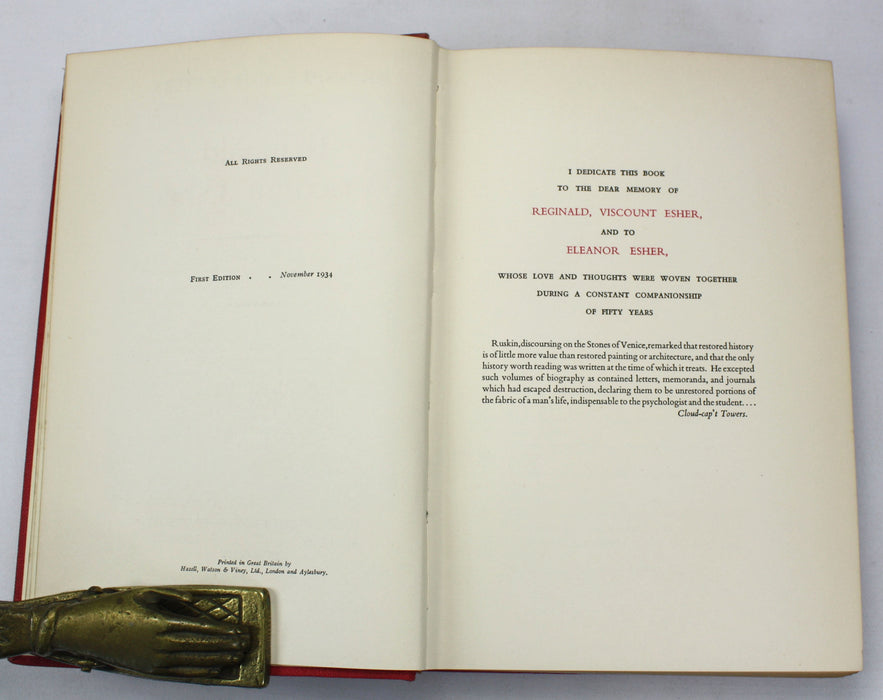 ALL RIGHTS RESERVED
FIRST EDITION . . November 1934
Printed in Great Britain by
Hazell, Watson & Viney, Ltd., London and Aylesbury.
I DEDICATE THIS BOOK
TO THE DEAR MEMORY OF
REGINALD, VISCOUNT ESHER,
AND TO
ELEANOR ESHER,
WHOSE LOVE AND THOUGHTS WERE WOVEN TOGETHER
DURING A CONSTANT COMPANIONSHIP
OF FIFTY YEARS
Ruskin, discoursing on the Stones of Venice, remarked that restored history
is of little more value than restored painting or architecture, and that the only
history worth reading was written at the time of which it treats. He excepted
such volumes of biography as contained letters, memoranda, and journals
which had escaped destruction, declaring them to be unrestored portions of
the fabric of a man's life, indispensable to the psychologist and the student. . . .
Cloud-cap't Towers.